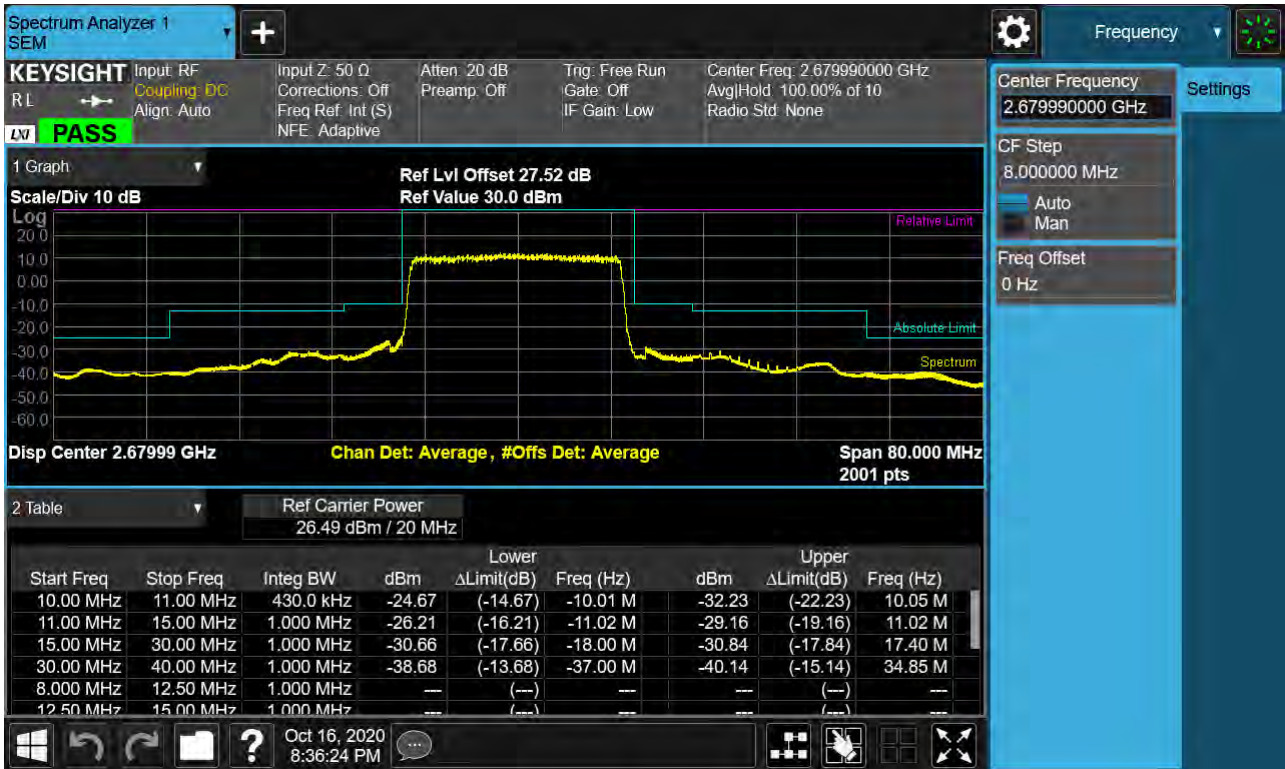 Spectrum Analyzer 1
SEM
Frequency
KEYSIGHT
R L
LXI PASS
Input: RF
Coupling: DC
Align: Auto
Input Z: 50 Ω
Corrections: Off
Freq Ref: Int (S)
NFE: Adaptive
Atten: 20 dB
Preamp: Off
Trig: Free Run
Gate: Off
IF Gain: Low
Center Freq: 2.679990000 GHz
Avg|Hold: 100.00% of 10
Radio Std: None
Center Frequency
2.679990000 GHz
Settings
CF Step
8.000000 MHz
Auto
Man
Freq Offset
0 Hz
1 Graph
Scale/Div 10 dB
Ref Lvl Offset 27.52 dB
Ref Value 30.0 dBm
Log
20.0
10.0
0.00
-10.0
-20.0
-30.0
-40.0
-50.0
-60.0
Relative Limit
Absolute Limit
Spectrum
Disp Center 2.67999 GHz
Chan Det: Average, #Offs Det: Average
Span 80.000 MHz
2001 pts
2 Table
Ref Carrier Power
26.49 dBm / 20 MHz
Lower Upper
Start Freq Stop Freq Integ BW dBm ΔLimit(dB) Freq (Hz) dBm ΔLimit(dB) Freq (Hz)
10.00 MHz 11.00 MHz 430.0 kHz -24.67 (-14.67) -10.01 M -32.23 (-22.23) 10.05 M
11.00 MHz 15.00 MHz 1.000 MHz -26.21 (-16.21) -11.02 M -29.16 (-19.16) 11.02 M
15.00 MHz 30.00 MHz 1.000 MHz -30.66 (-17.66) -18.00 M -30.84 (-17.84) 17.40 M
30.00 MHz 40.00 MHz 1.000 MHz -38.68 (-13.68) -37.00 M -40.14 (-15.14) 34.85 M
8.000 MHz 12.50 MHz 1.000 MHz --- (---) --- --- (---) ---
12.50 MHz 15.00 MHz 1.000 MHz --- (---) --- --- (---) ---
Oct 16, 2020
8:36:24 PM